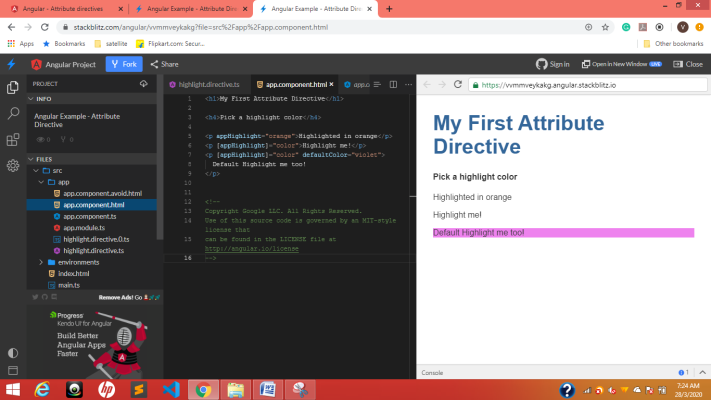 Angular - Attribute directives
Angular Example - Attribute Dire
Angular Example - Attribute Dire
stackblitz.com/angular/vvmmveykakg?file=src%2Fapp%2Fapp.component.html
Apps
Bookmarks
satellite
Flipkart.com: Secur...
Other bookmarks
Angular Project
Fork
Share
Sign in
Open in New Window
LIVE
Close
PROJECT
INFO
Angular Example - Attribute
Directive
0
0
FILES
src
app
app.component.avoid.html
app.component.html
app.component.ts
app.module.ts
highlight.directive.0.ts
highlight.directive.ts
environments
index.html
main.ts
Remove Ads! Go
Progress
Kendo UI for Angular
Build Better
Angular Apps
Faster
highlight.directive.ts
app.component.html
app.c
1 <h1>My First Attribute Directive</h1>
2
3 <h4>Pick a highlight color</h4>
4
5 <p appHighlight="orange">Highlighted in orange</p>
6 <p [appHighlight]="color">Highlight me!</p>
7 <p [appHighlight]="color" defaultColor="violet">
8 Default Highlight me too!
9 </p>
10
11
12 <!--
13 Copyright Google LLC. All Rights Reserved.
14 Use of this source code is governed by an MIT-style
license that
15 can be found in the LICENSE file at
http://angular.io/license
16 -->
https://vvmmveykakg.angular.stackblitz.io
My First Attribute
Directive
Pick a highlight color
Highlighted in orange
Highlight me!
Default Highlight me too!
Console
1
7:24 AM
28/3/2020